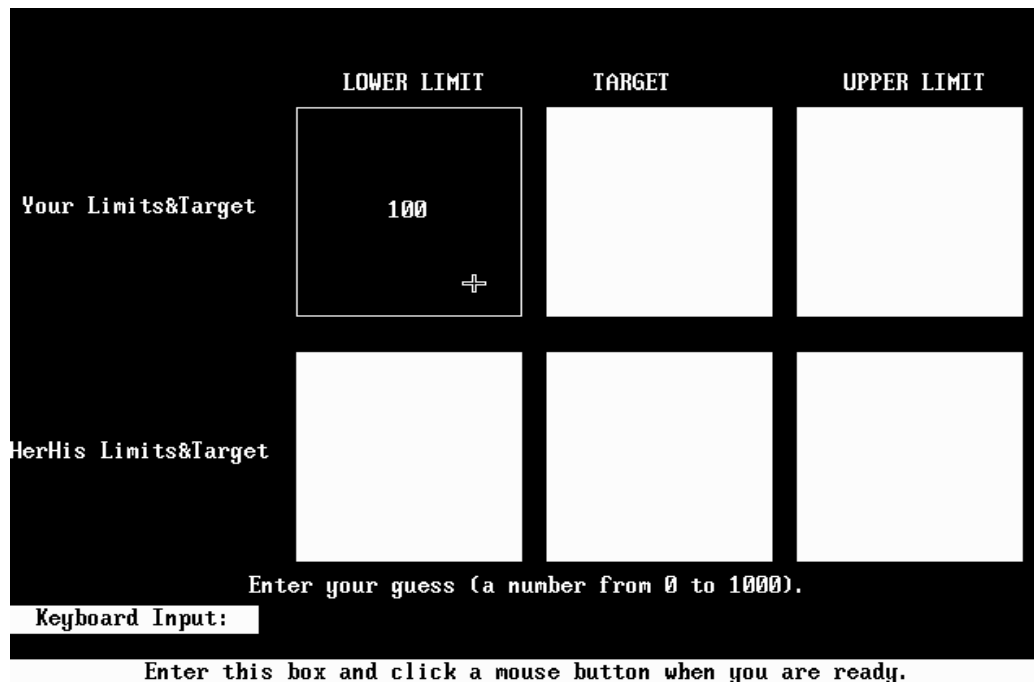 LOWER LIMIT TARGET UPPER LIMIT
Your Limits&Target 100
HerHis Limits&Target
Enter your guess (a number from 0 to 1000).
Keyboard Input:
Enter this box and click a mouse button when you are ready.